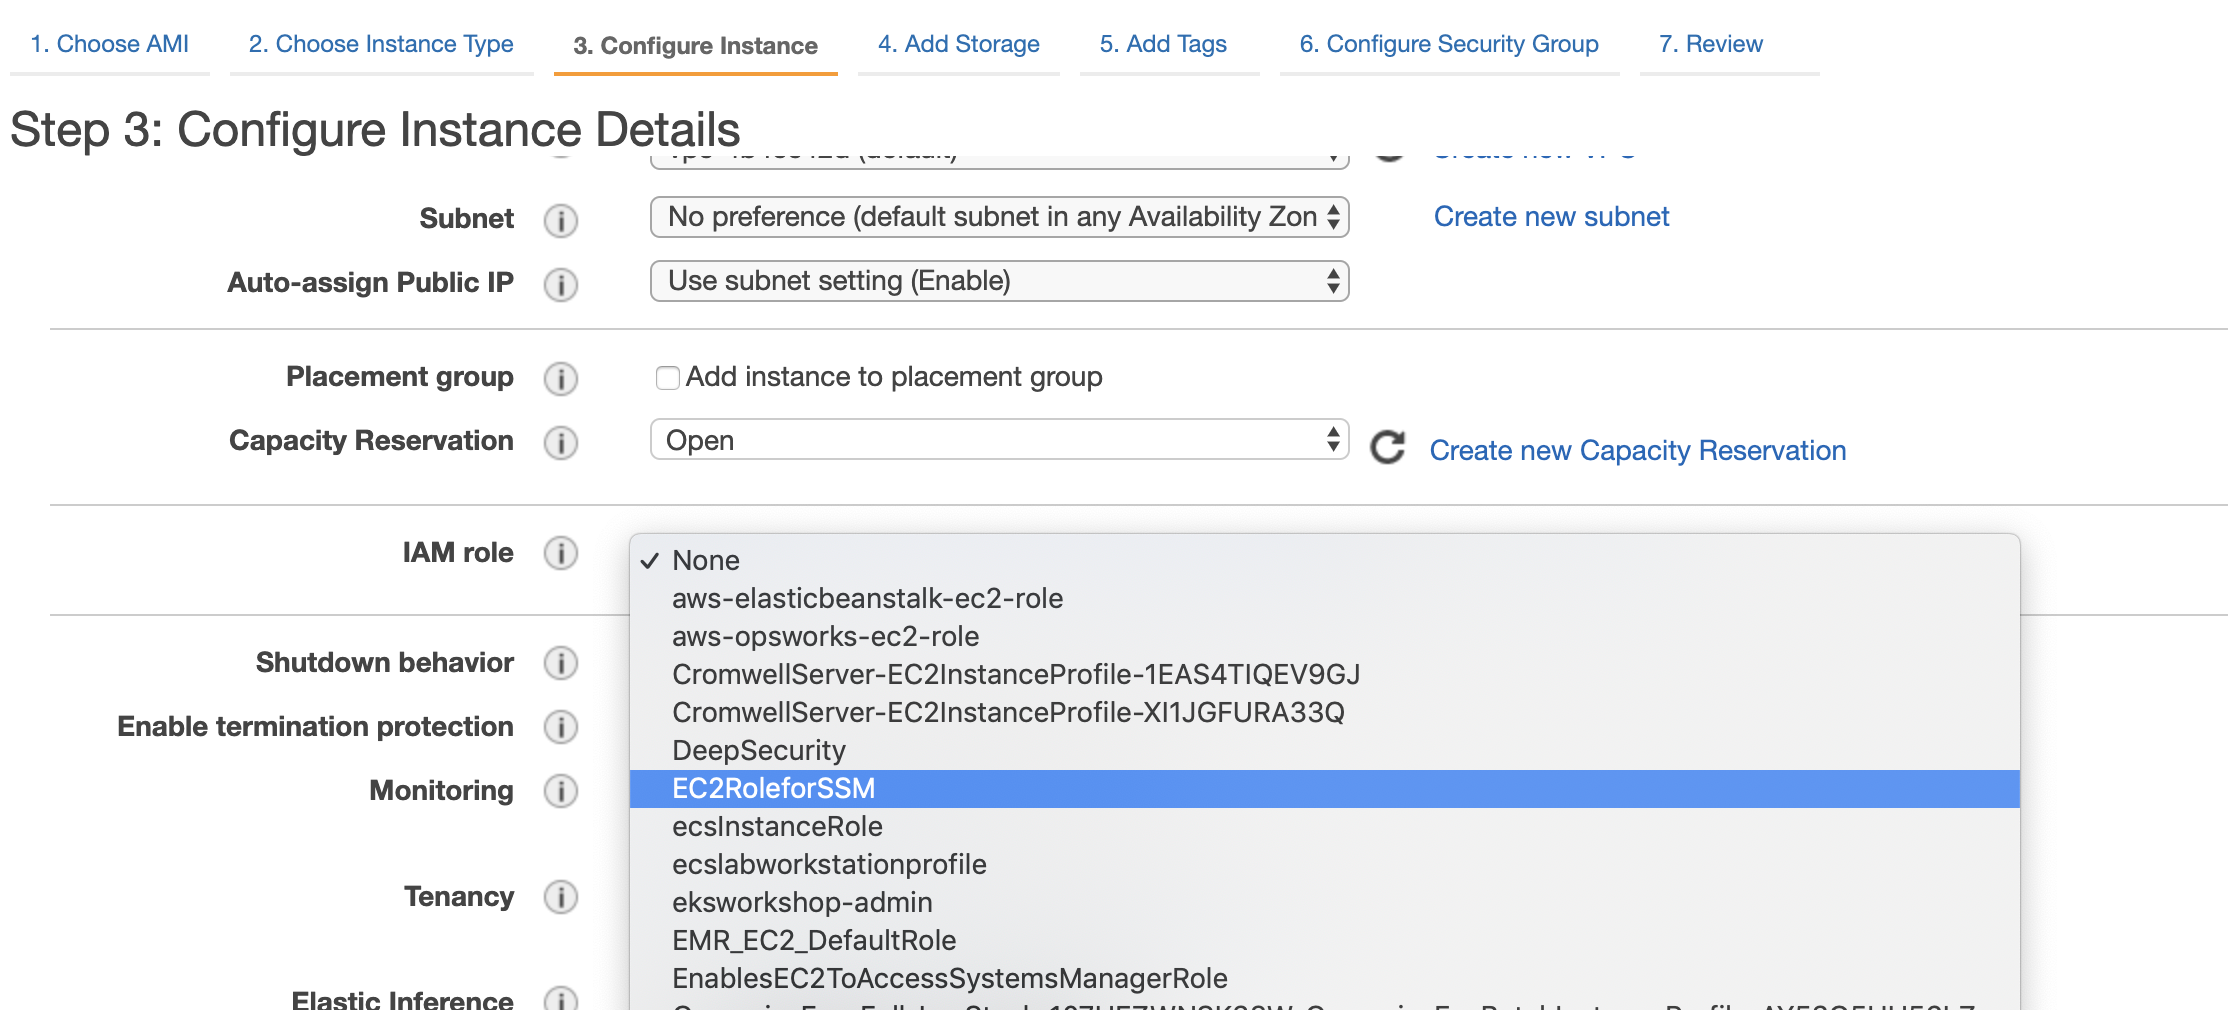 1. Choose AMI 2. Choose Instance Type 3. Configure Instance 4. Add Storage 5. Add Tags 6. Configure Security Group 7. Review
Step 3: Configure Instance Details
(default)
Create new VPC
Subnet No preference (default subnet in any Availability Zon Create new subnet
Auto-assign Public IP Use subnet setting (Enable)
Placement group Add instance to placement group
Capacity Reservation Open Create new Capacity Reservation
IAM role
None
aws-elasticbeanstalk-ec2-role
aws-opsworks-ec2-role
Shutdown behavior
CromwellServer-EC2InstanceProfile-1EAS4TIQEV9GJ
Enable termination protection
CromwellServer-EC2InstanceProfile-XI1JGFURA33Q
DeepSecurity
Monitoring
EC2RoleforSSM
ecsInstanceRole
ecslabworkstationprofile
Tenancy
eksworkshop-admin
EMR_EC2_DefaultRole
EnablesEC2ToAccessSystemsManagerRole
Elastic Inference